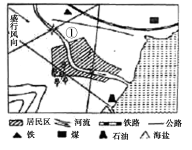 盛行风向
①
居民区 河流 铁路 公路
铁 煤 石油 海盐